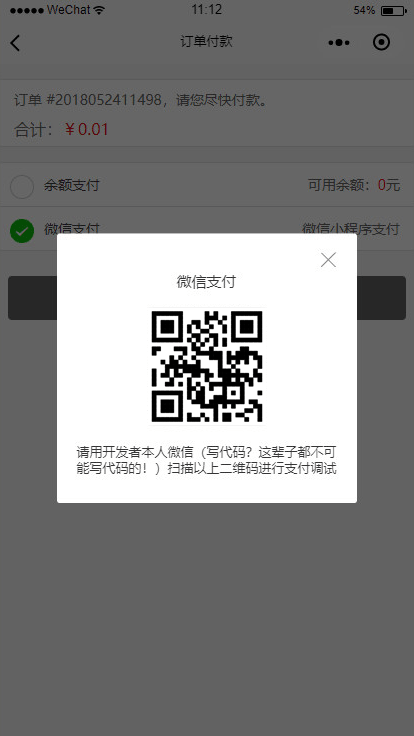 WeChat 11:12 54%
订单付款
订单 #2018052411498，请您尽快付款。
合计：￥0.01
余额支付 可用余额：0元
微信支付 微信小程序支付
微信支付
请用开发者本人微信（写代码？这辈子都不可
能写代码的！）扫描以上二维码进行支付调试